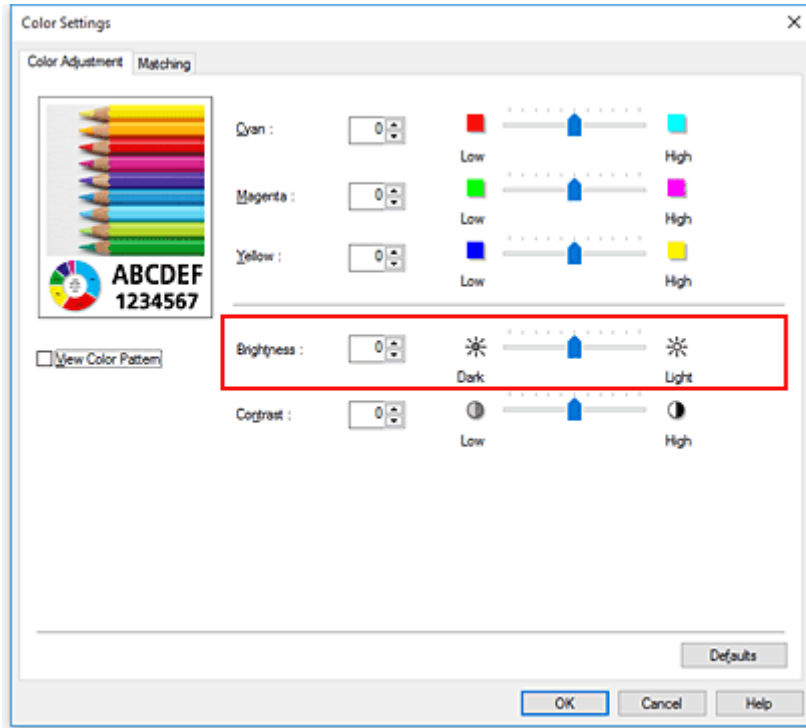 Color Settings
Color Adjustment Matching
Cyan : 0
Low High
Magenta : 0
Low High
Yellow : 0
Low High
ABCDEF
1234567
View Color Pattern
Brightness : 0
Dark Light
Contrast : 0
Low High
Defaults
OK Cancel Help